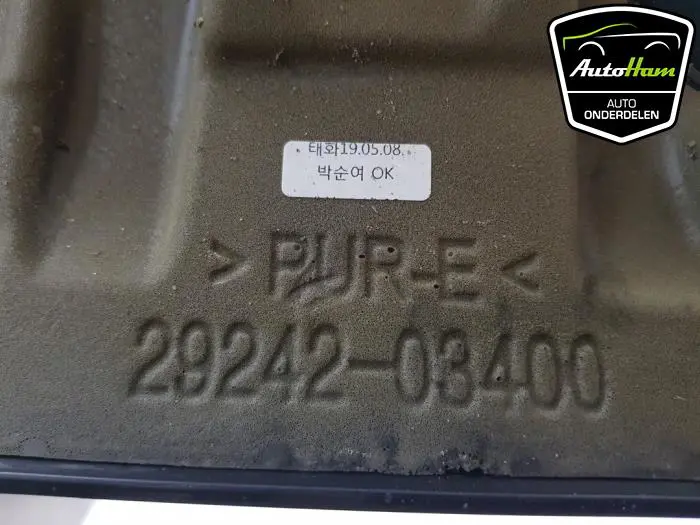 AutoHam
AUTO
ONDERDELEN
태화19.05.08.
박순여 OK
>PUR-E<
29242-03400